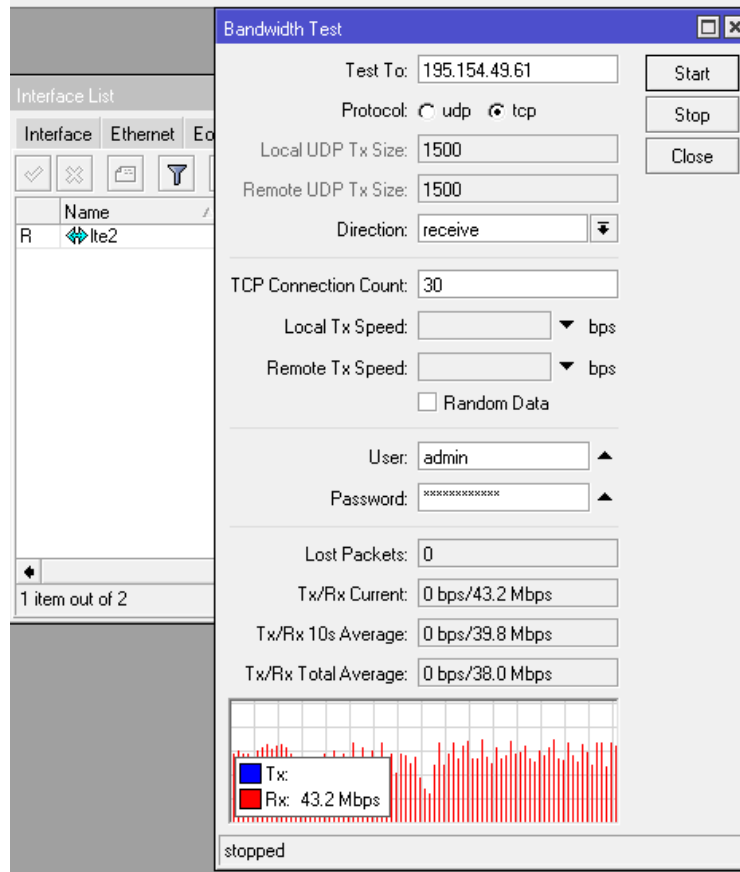 Bandwidth Test
Test To: 195.154.49.61
Protocol: udp tcp
Local UDP Tx Size: 1500
Remote UDP Tx Size: 1500
Direction: receive
TCP Connection Count: 30
Local Tx Speed: bps
Remote Tx Speed: bps
Random Data
User: admin
Password: ************
Lost Packets: 0
Tx/Rx Current: 0 bps/43.2 Mbps
Tx/Rx 10s Average: 0 bps/39.8 Mbps
Tx/Rx Total Average: 0 bps/38.0 Mbps
Tx:
Rx: 43.2 Mbps
stopped
Start
Stop
Close
Interface List
Interface Ethernet Eo
Name
R lte2
1 item out of 2